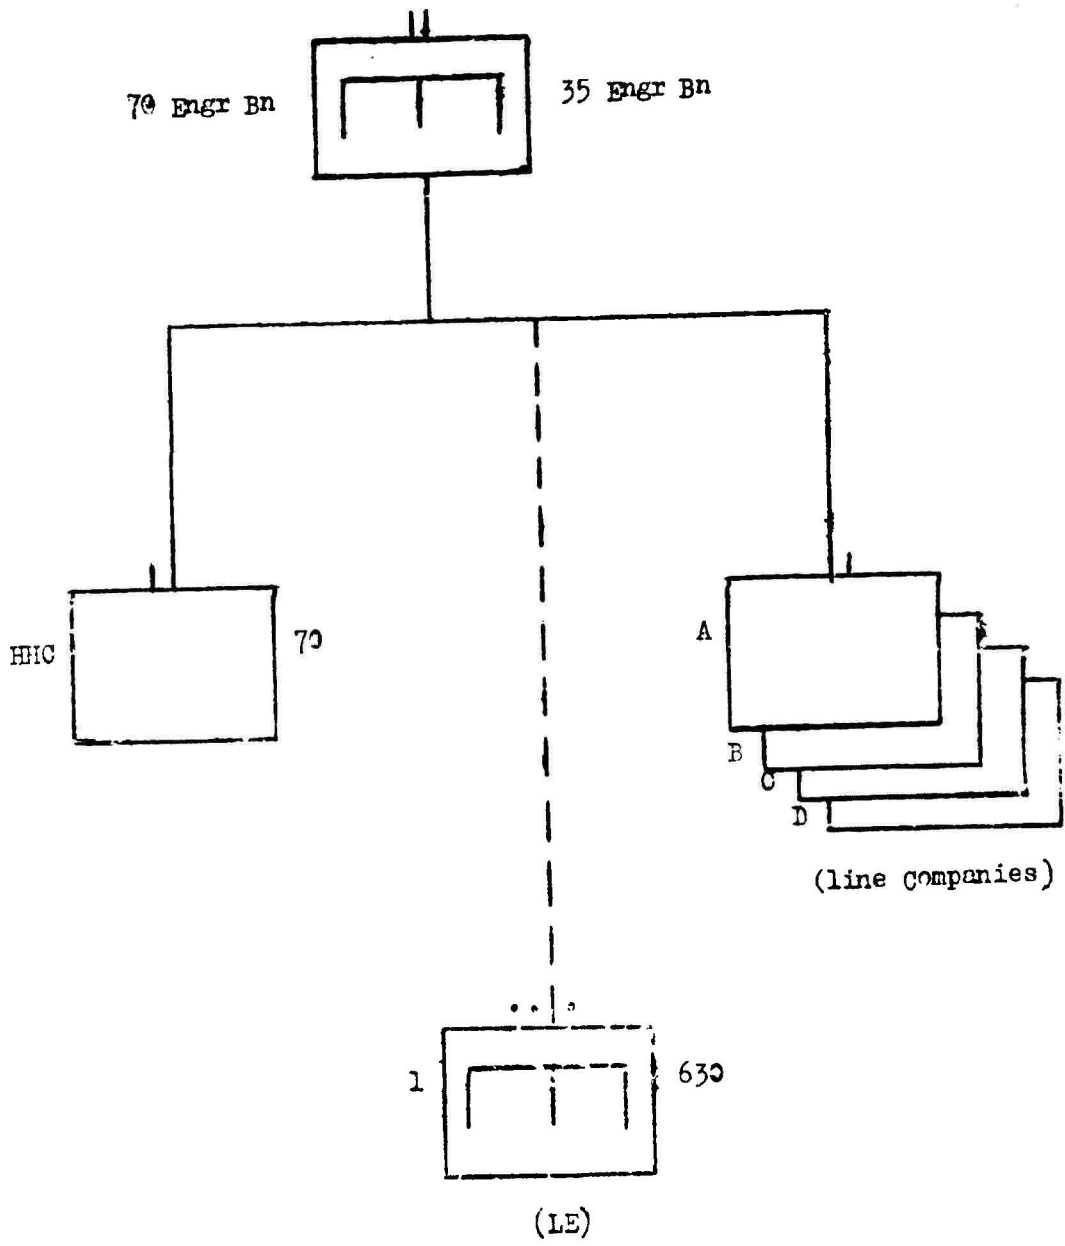 70 Engr Bn
35 Engr Bn
HHC
70
A
B
C
D
(line companies)
1
630
(LE)